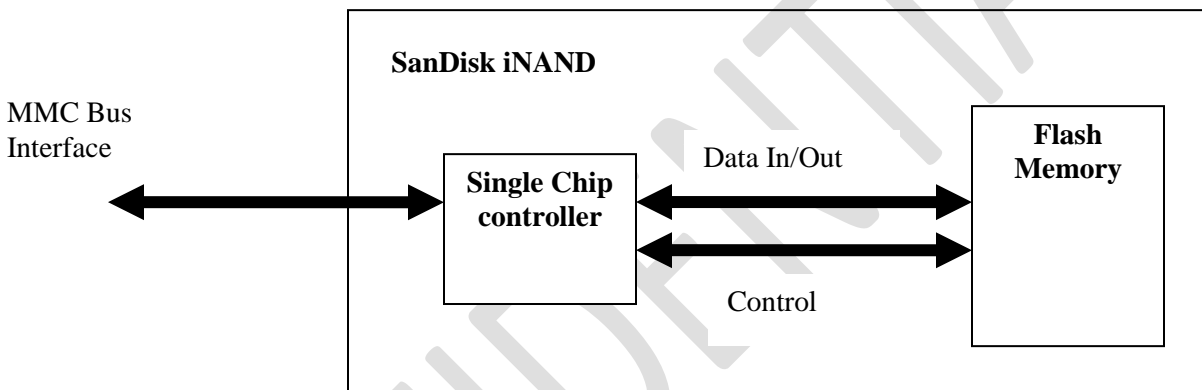 SanDisk iNAND
MMC Bus
Interface
Single Chip
controller
Data In/Out
Control
Flash
Memory